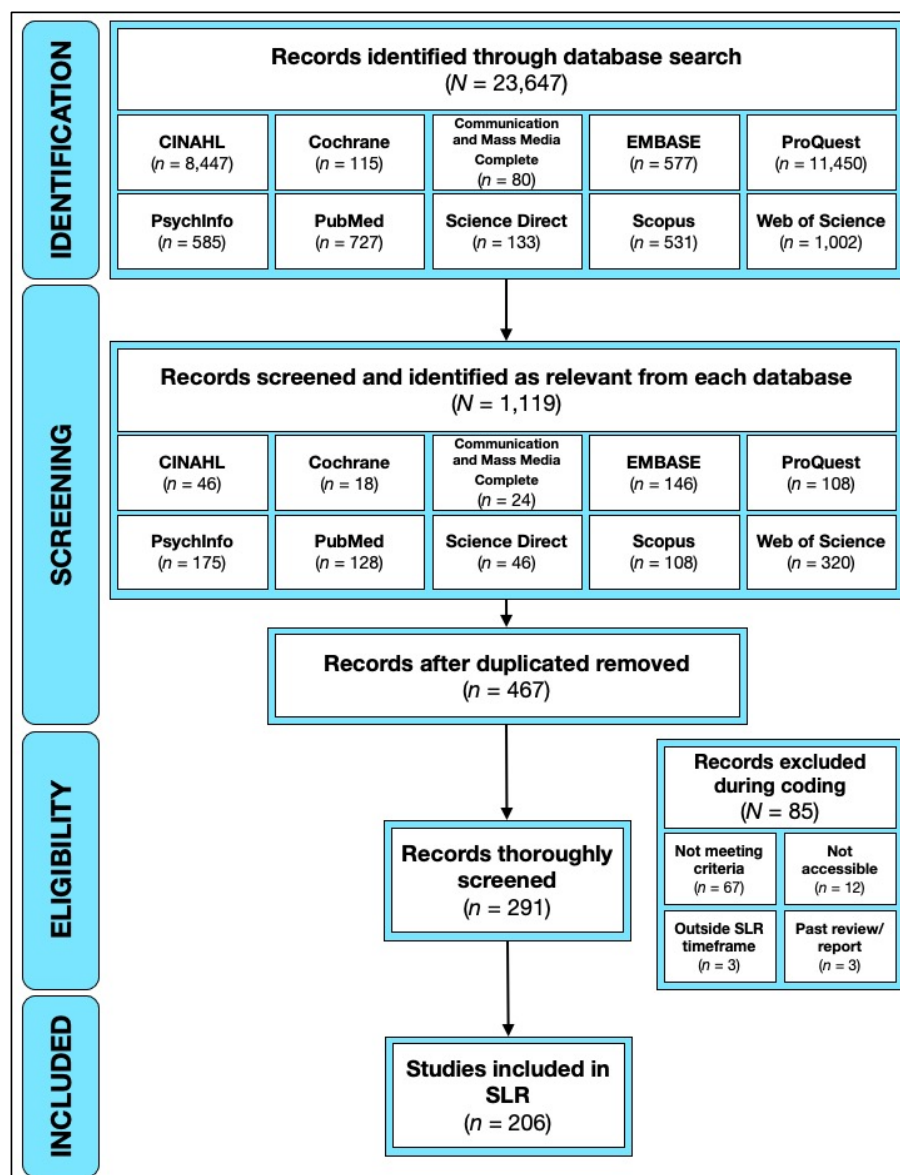 IDENTIFICATION
Records identified through database search
(N = 23,647)
CINAHL
(n = 8,447)
Cochrane
(n = 115)
Communication
and Mass Media
Complete
(n = 80)
EMBASE
(n = 577)
ProQuest
(n = 11,450)
PsychInfo
(n = 585)
PubMed
(n = 727)
Science Direct
(n = 133)
Scopus
(n = 531)
Web of Science
(n = 1,002)
SCREENING
Records screened and identified as relevant from each database
(N = 1,119)
CINAHL
(n = 46)
Cochrane
(n = 18)
Communication
and Mass Media
Complete
(n = 24)
EMBASE
(n = 146)
ProQuest
(n = 108)
PsychInfo
(n = 175)
PubMed
(n = 128)
Science Direct
(n = 46)
Scopus
(n = 108)
Web of Science
(n = 320)
Records after duplicated removed
(n = 467)
ELIGIBILITY
Records thoroughly
screened
(n = 291)
Records excluded
during coding
(N = 85)
Not meeting
criteria
(n = 67)
Not
accessible
(n = 12)
Outside SLR
timeframe
(n = 3)
Past review/
report
(n = 3)
INCLUDED
Studies included in
SLR
(n = 206)